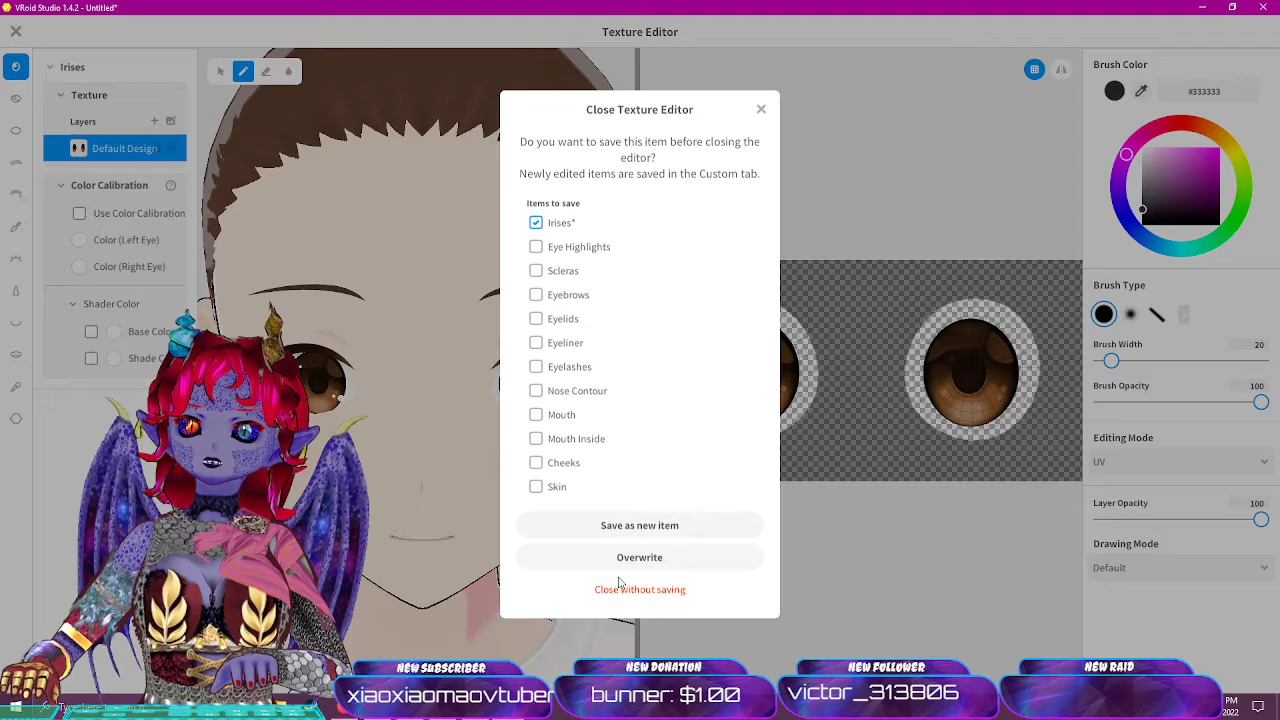 VRoid Studio 1.4.2 - Untitled*
Texture Editor
Irises
Texture
Layers
Default Design
Color Calibration
Use Color Calibration
Color (Left Eye)
Color (Right Eye)
Shader Color
Base Colo
Shade C
Close Texture Editor
Do you want to save this item before closing the
editor?
Newly edited items are saved in the Custom tab.
Items to save
Irises*
Eye Highlights
Scleras
Eyebrows
Eyelids
Eyeliner
Eyelashes
Nose Contour
Mouth
Mouth Inside
Cheeks
Skin
Save as new item
Overwrite
Close without saving
Brush Color
#333333
Brush Type
Brush Width
20
Brush Opacity
100
Editing Mode
UV
Layer Opacity
100
Drawing Mode
Default
NEW SUBSCRIBER
xiaoxiaomaovtuber
NEW DONATION
bunner: $1.00
NEW FOLLOWER
victor_313806
NEW RAID
PM
2022